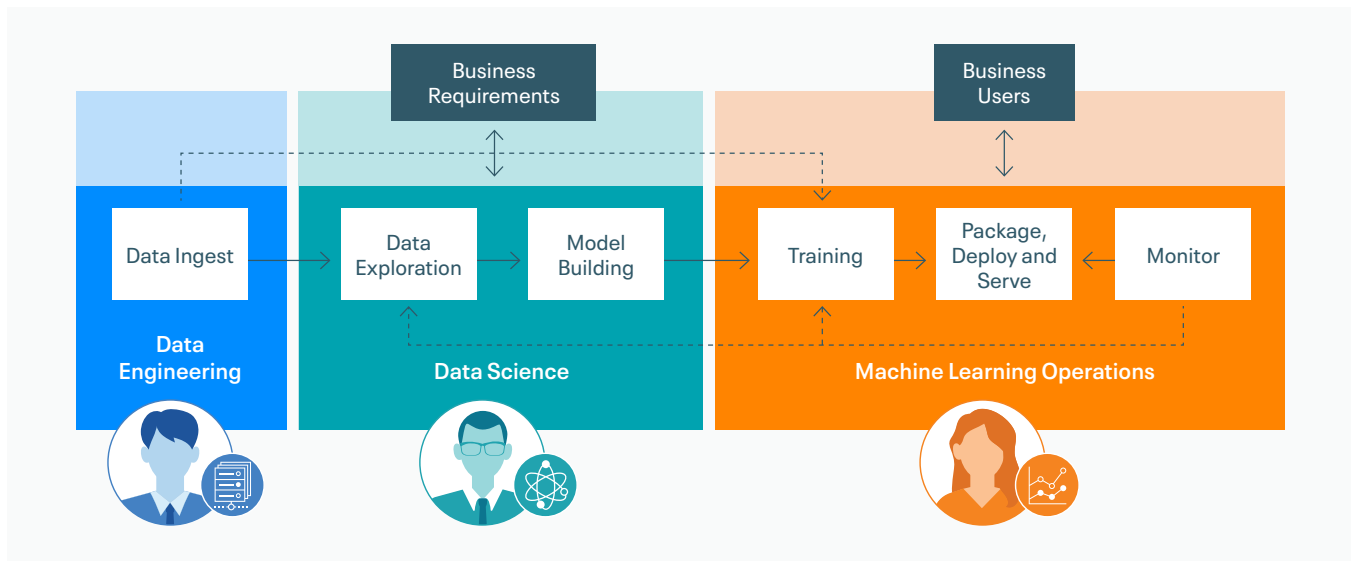 Business
Requirements
Business
Users
Data Ingest
Data
Exploration
Model
Building
Training
Package,
Deploy and
Serve
Monitor
Data
Engineering
Data Science
Machine Learning Operations